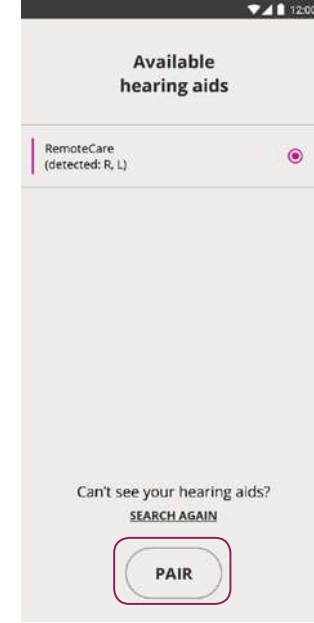 12:00
Available
hearing aids
RemoteCare
(detected: R, L)
Can't see your hearing aids?
SEARCH AGAIN
PAIR